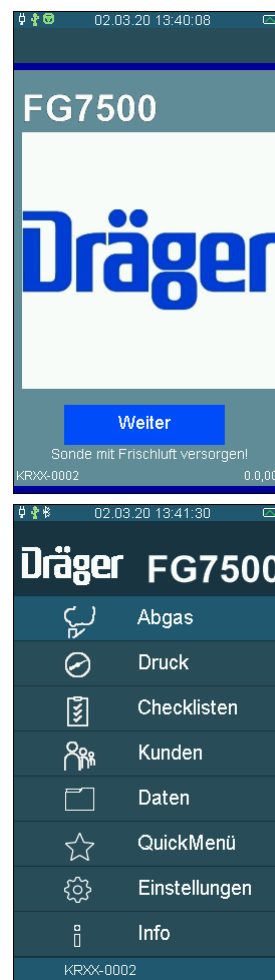 02.03.20 13:40:08
FG7500
Dräger
Weiter
Sonde mit Frischluft versorgen!
KRXX-0002 0.0,00
02.03.20 13:41:30
Dräger FG7500
Abgas
Druck
Checklisten
Kunden
Daten
QuickMenü
Einstellungen
Info
KRXX-0002